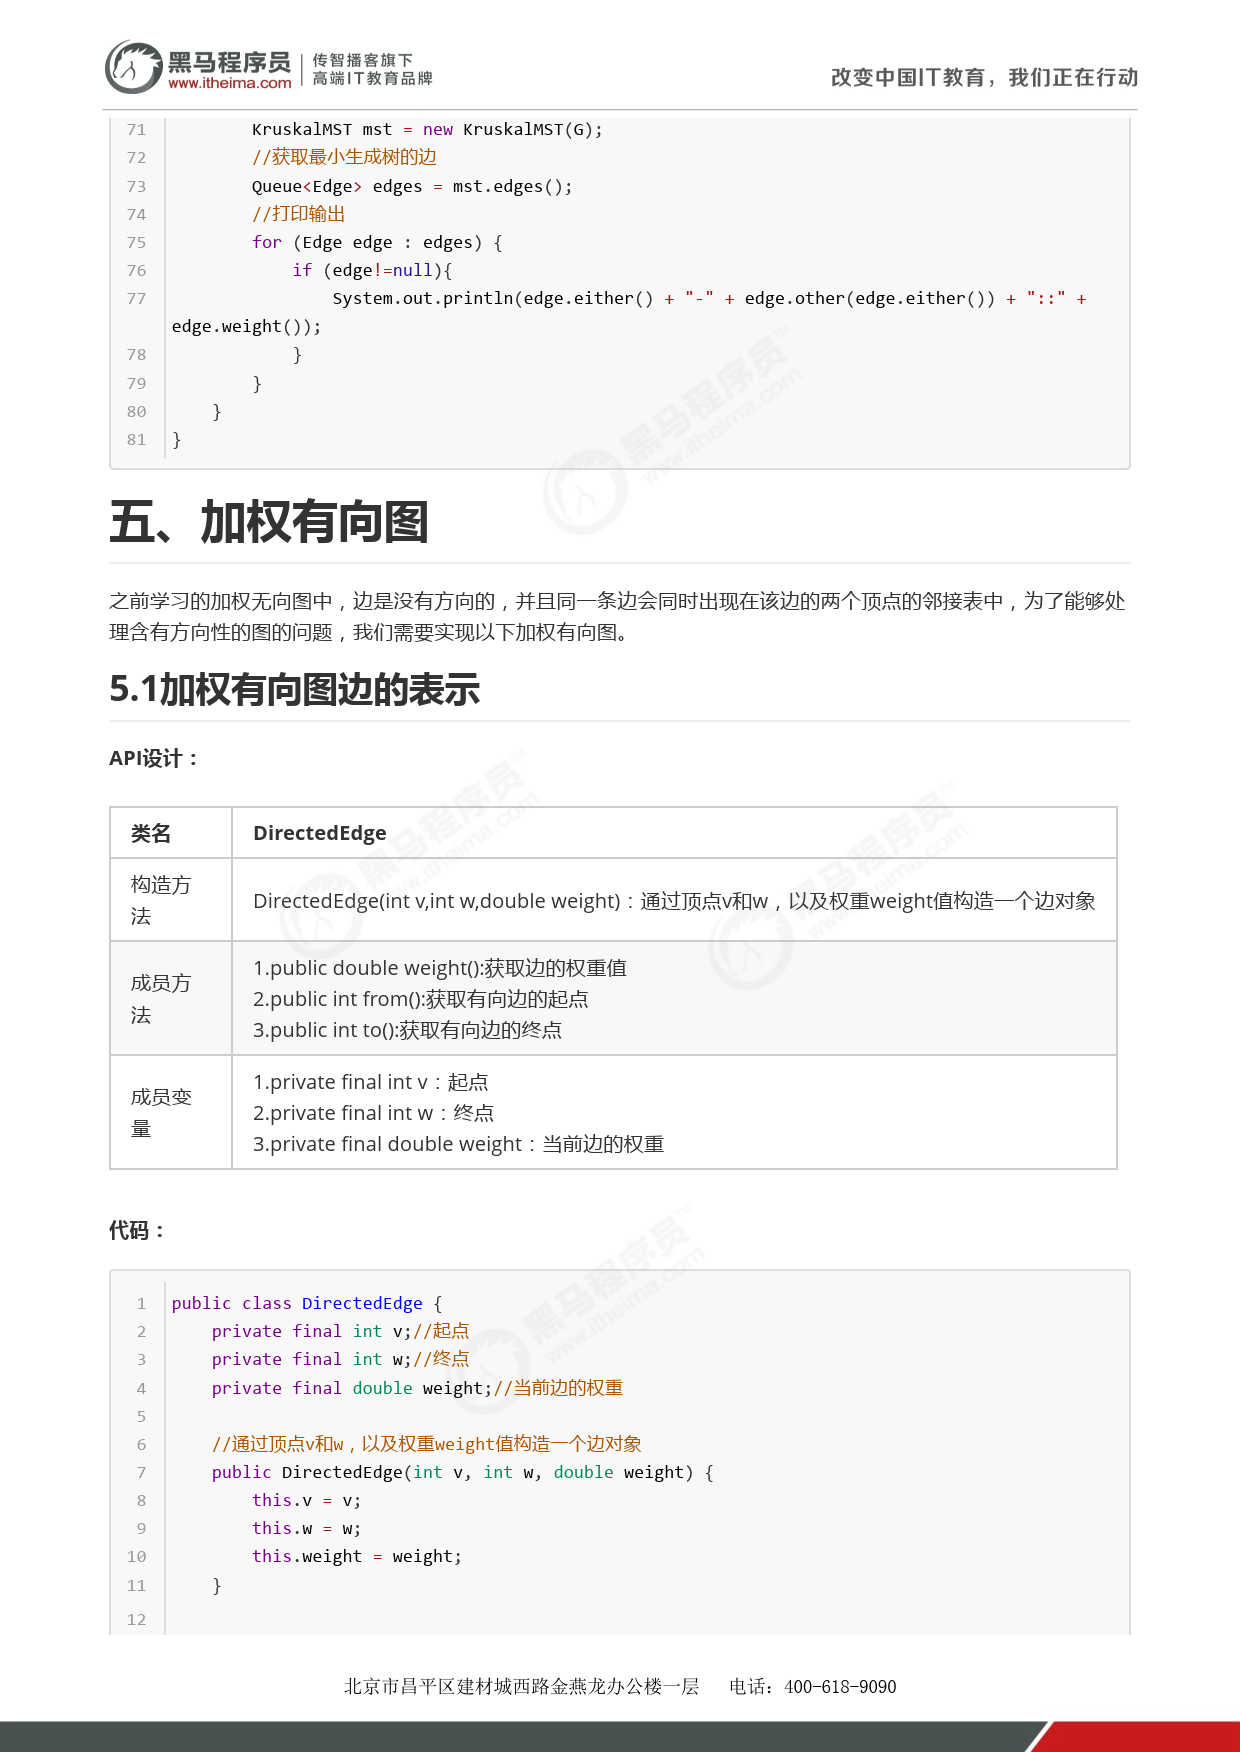 黑马程序员 传智播客旗下
www.itheima.com 高端IT教育品牌
改变中国IT教育，我们正在行动
71         KruskalMST mst = new KruskalMST(G);
72         //获取最小生成树的边
73         Queue<Edge> edges = mst.edges();
74         //打印输出
75         for (Edge edge : edges) {
76             if (edge!=null){
77                 System.out.println(edge.either() + "-" + edge.other(edge.either()) + "::" +
edge.weight());
78             }
79         }
80     }
81 }
五、加权有向图
之前学习的加权无向图中，边是没有方向的，并且同一条边会同时出现在该边的两个顶点的邻接表中，为了能够处
理含有方向性的图的问题，我们需要实现以下加权有向图。
5.1加权有向图边的表示
API设计：
类名 DirectedEdge
构造方
法
DirectedEdge(int v,int w,double weight)：通过顶点v和w，以及权重weight值构造一个边对象
成员方
法
1.public double weight():获取边的权重值
2.public int from():获取有向边的起点
3.public int to():获取有向边的终点
成员变
量
1.private final int v：起点
2.private final int w：终点
3.private final double weight：当前边的权重
代码：
1 public class DirectedEdge {
2     private final int v;//起点
3     private final int w;//终点
4     private final double weight;//当前边的权重
5
6     //通过顶点v和w，以及权重weight值构造一个边对象
7     public DirectedEdge(int v, int w, double weight) {
8         this.v = v;
9         this.w = w;
10         this.weight = weight;
11     }
12
北京市昌平区建材城西路金燕龙办公楼一层 电话：400-618-9090